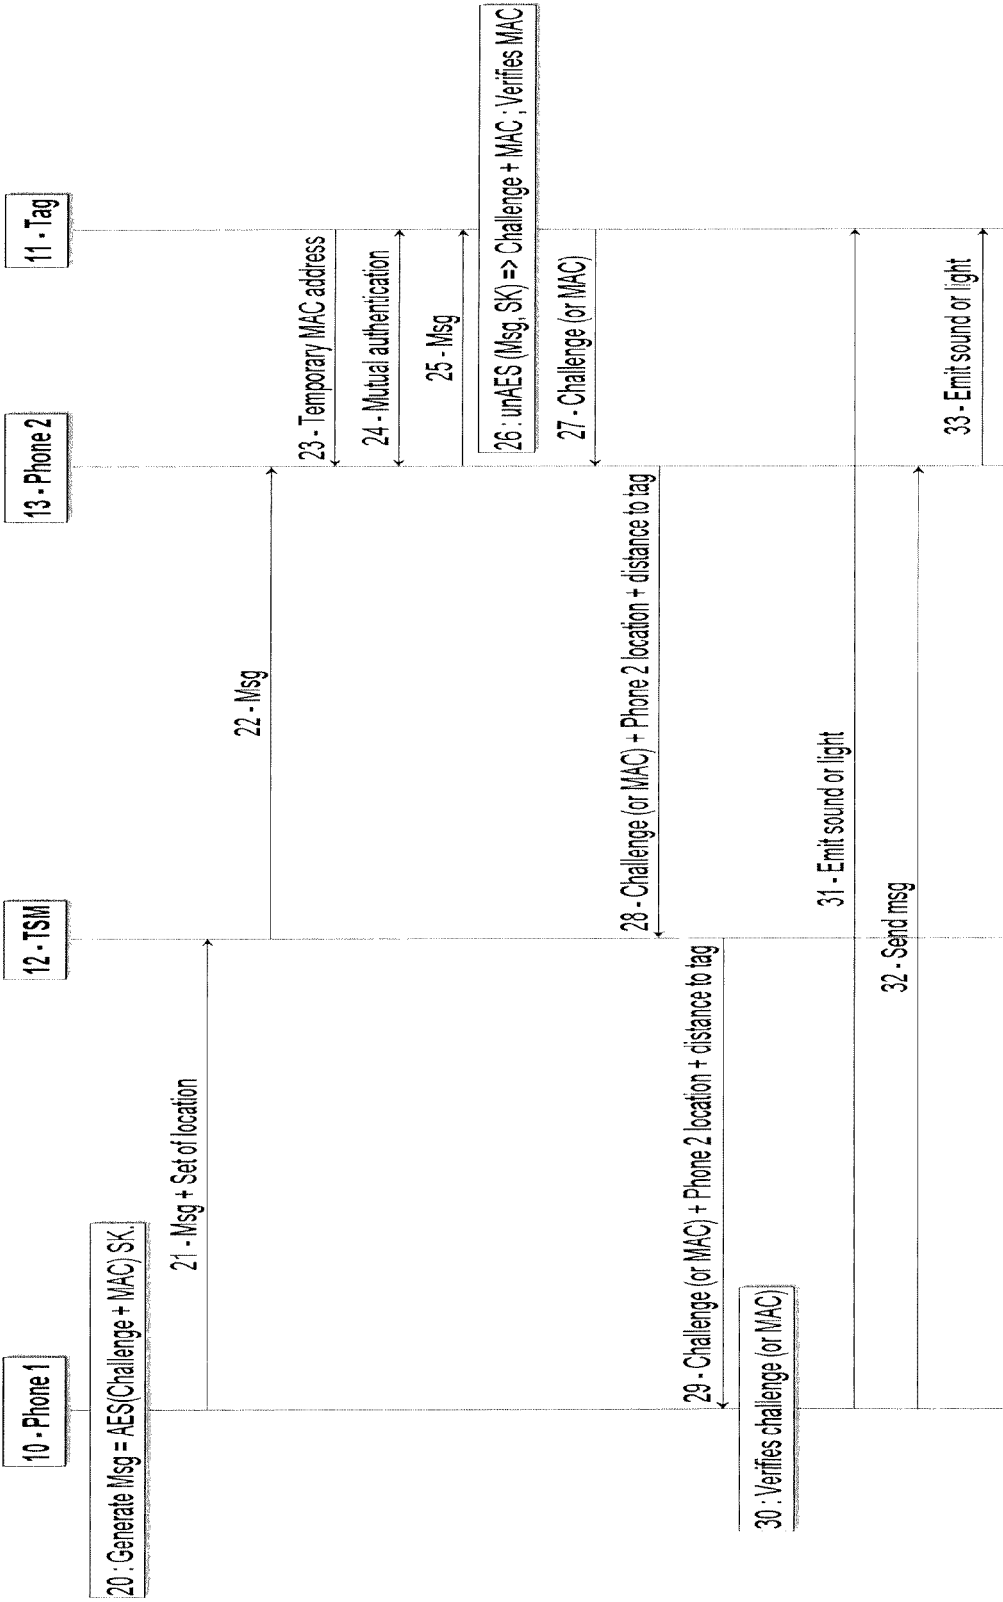 10 - Phone 1
12 - TSM
13 - Phone 2
11 - Tag
20 : Generate Msg = AES(Challenge + MAC) SK.
21 - Msg + Set of location
22 - Msg
23 - Temporary MAC address
24 - Mutual authentication
25 - Msg
26 : unAES (Msg, SK) => Challenge + MAC ; Verifies MAC
27 - Challenge (or MAC)
28 - Challenge (or MAC) + Phone 2 location + distance to tag
29 - Challenge (or MAC) + Phone 2 location + distance to tag
30 : Verifies challenge (or MAC)
31 - Emit sound or light
32 - Send msg
33 - Emit sound or light